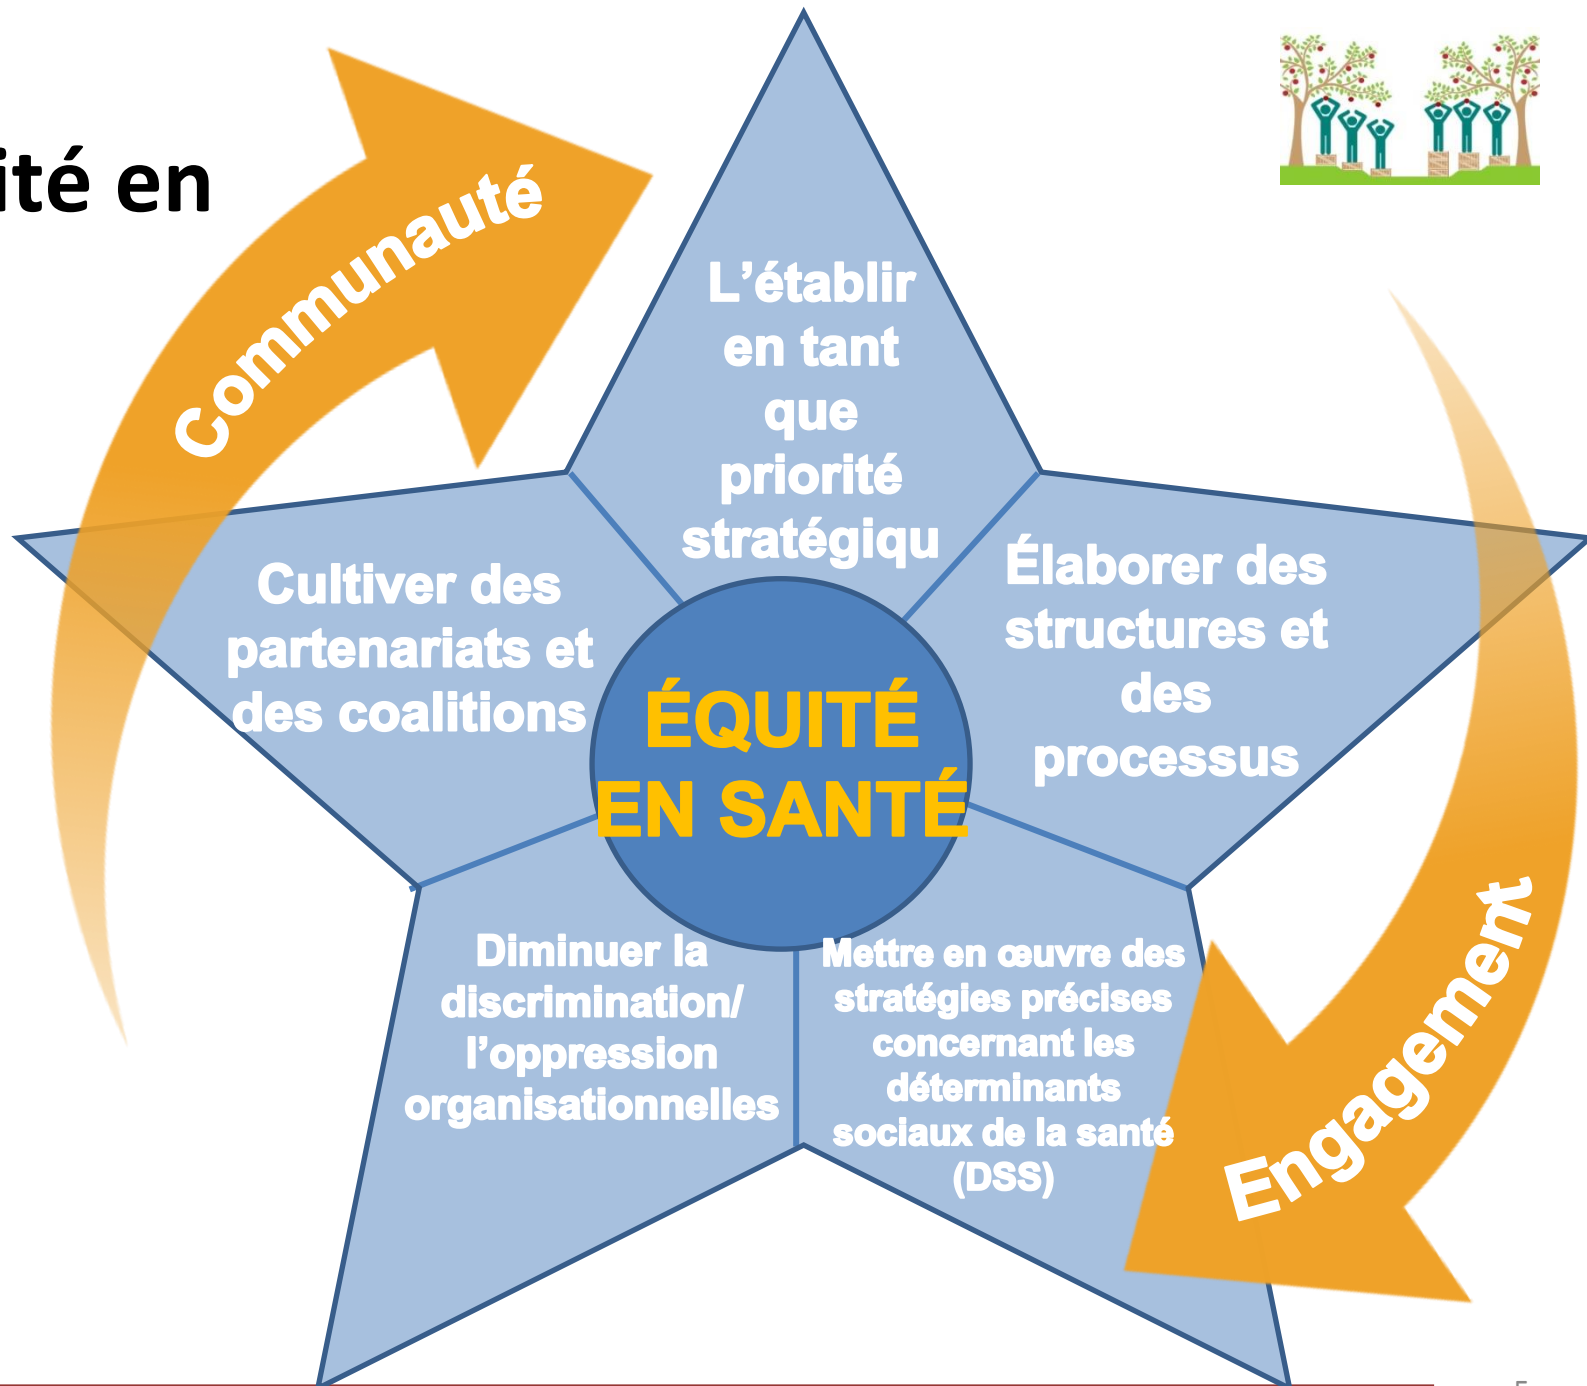 ité en
Communauté
L’établir
en tant
que
priorité
stratégiqu
Élaborer des
structures et
des
processus
Cultiver des
partenariats et
des coalitions
ÉQUITÉ
EN SANTÉ
Diminuer la
discrimination/
l’oppression
organisationnelles
Mettre en œuvre des
stratégies précises
concernant les
déterminants
sociaux de la santé
(DSS)
Engagement